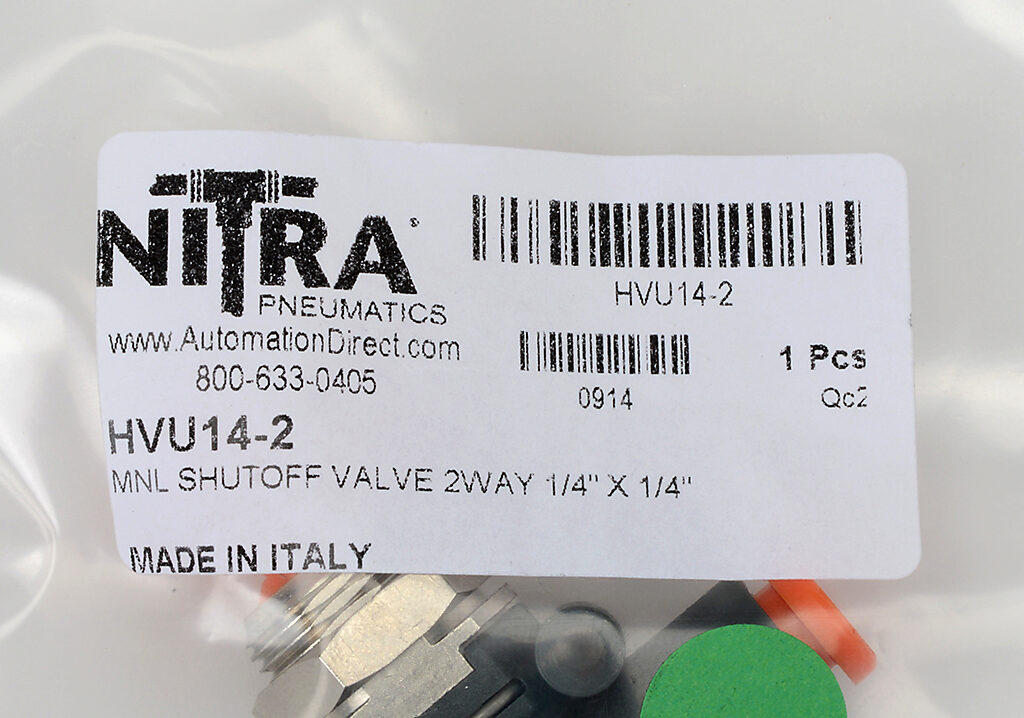 NITRA
PNEUMATICS
www.AutomationDirect.com
800-633-0405
HVU14-2
0914
1 Pcs
Qc2
HVU14-2
MNL SHUTOFF VALVE 2WAY 1/4" X 1/4"
MADE IN ITALY